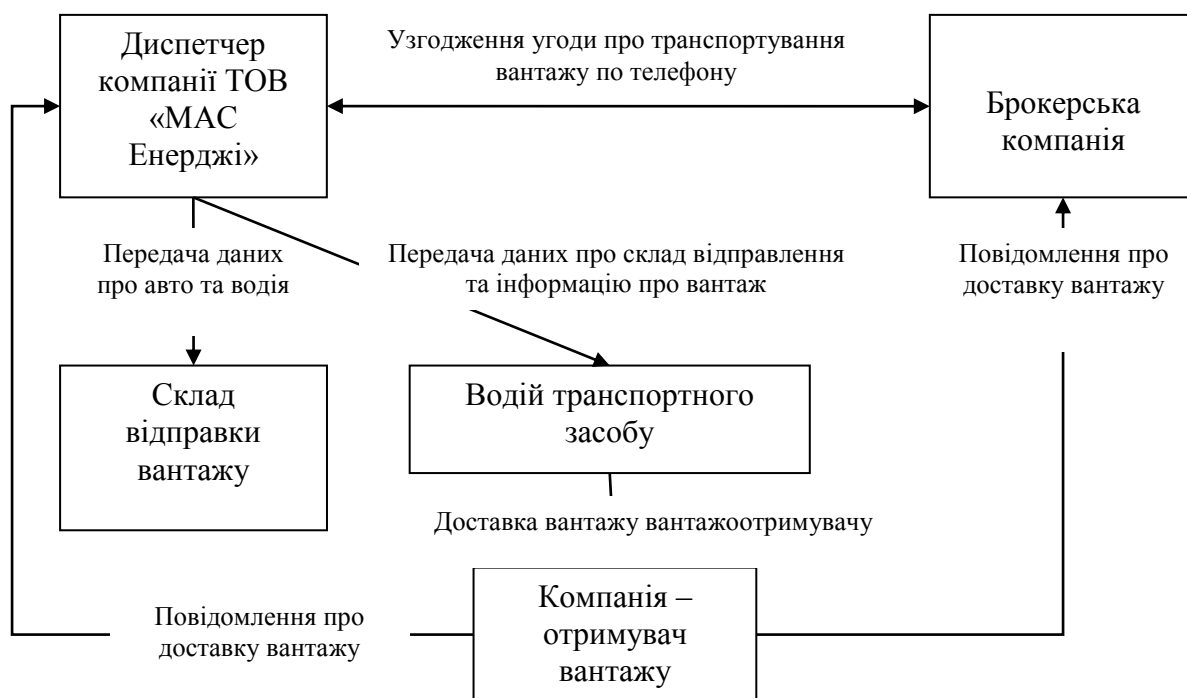 Диспетчер
компанії ТОВ
«МАС
Енерджі»
Узгодження угоди про транспортування
вантажу по телефону
Брокерська
компанія
Передача даних
про авто та водія
Передача даних про склад відправлення
та інформацію про вантаж
Повідомлення про
доставку вантажу
Склад
відправки
вантажу
Водій транспортного
засобу
Доставка вантажу вантажоотримувачу
Повідомлення про
доставку вантажу
Компанія –
отримувач
вантажу